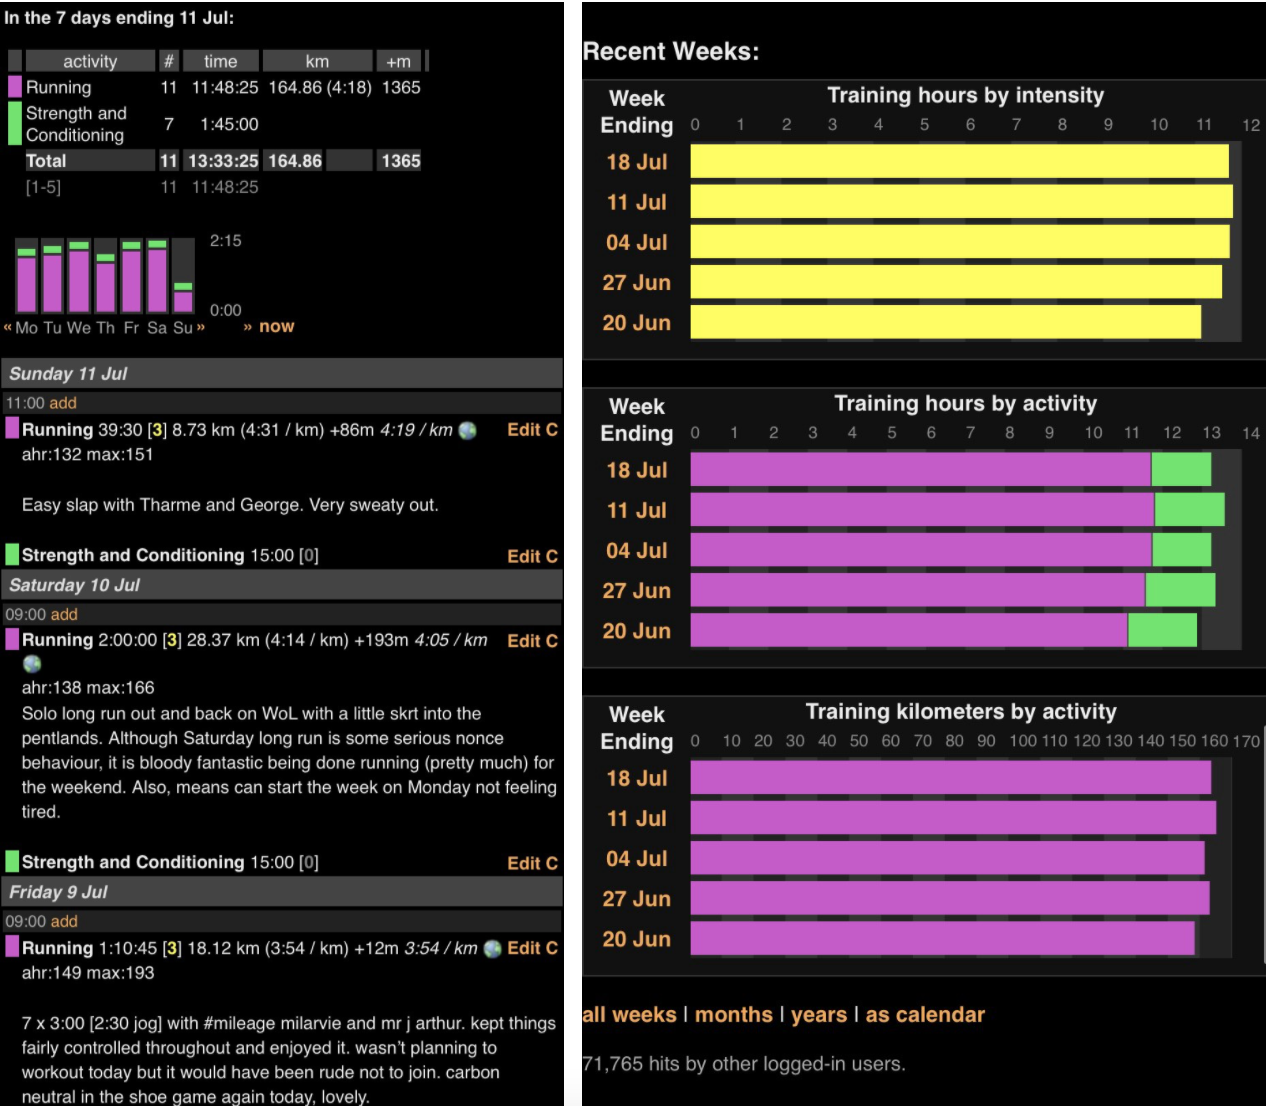 In the 7 days ending 11 Jul:
activity # time km +m
Running 11 11:48:25 164.86 (4:18) 1365
Strength and
Conditioning 7 1:45:00
Total 11 13:33:25 164.86 1365
[1-5] 11 11:48:25
2:15
0:00
« Mo Tu We Th Fr Sa Su » » now
Sunday 11 Jul
11:00 add
Running 39:30 [3] 8.73 km (4:31 / km) +86m 4:19 / km Edit C
ahr:132 max:151
Easy slap with Tharme and George. Very sweaty out.
Strength and Conditioning 15:00 [0] Edit C
Saturday 10 Jul
09:00 add
Running 2:00:00 [3] 28.37 km (4:14 / km) +193m 4:05 / km Edit C
ahr:138 max:166
Solo long run out and back on WoL with a little skrt into the
pentlands. Although Saturday long run is some serious nonce
behaviour, it is bloody fantastic being done running (pretty much) for
the weekend. Also, means can start the week on Monday not feeling
tired.
Strength and Conditioning 15:00 [0] Edit C
Friday 9 Jul
09:00 add
Running 1:10:45 [3] 18.12 km (3:54 / km) +12m 3:54 / km Edit C
ahr:149 max:193
7 x 3:00 [2:30 jog] with #mileage milarvie and mr j arthur. kept things
fairly controlled throughout and enjoyed it. wasn't planning to
workout today but it would have been rude not to join. carbon
neutral in the shoe game again today, lovely.
Recent Weeks:
Week Training hours by intensity
Ending 0 1 2 3 4 5 6 7 8 9 10 11 12
18 Jul
11 Jul
04 Jul
27 Jun
20 Jun
Week Training hours by activity
Ending 0 1 2 3 4 5 6 7 8 9 10 11 12 13 14
18 Jul
11 Jul
04 Jul
27 Jun
20 Jun
Week Training kilometers by activity
Ending 0 10 20 30 40 50 60 70 80 90 100 110 120 130 140 150 160 170
18 Jul
11 Jul
04 Jul
27 Jun
20 Jun
all weeks | months | years | as calendar
71,765 hits by other logged-in users.